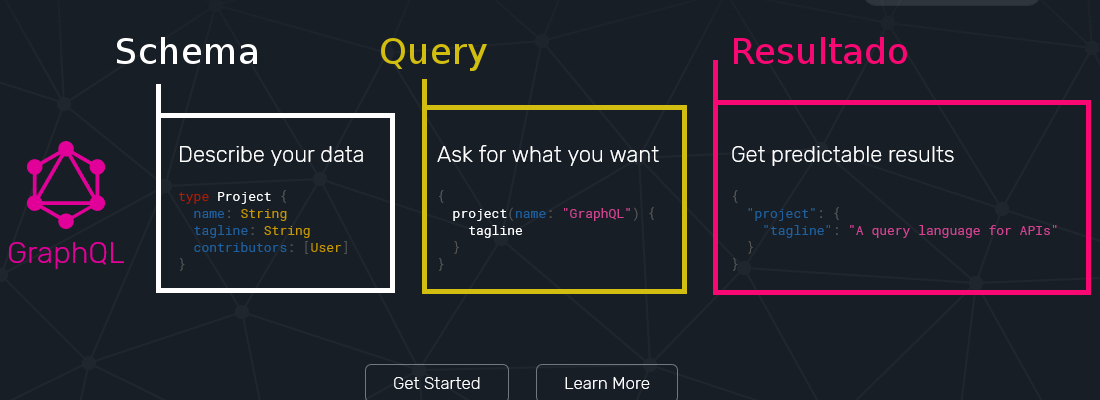 Schema
Query
Resultado
GraphQL
Describe your data
type Project {
name: String
tagline: String
contributors: [User]
}
Ask for what you want
{
project(name: "GraphQL") {
tagline
}
}
Get predictable results
{
"project": {
"tagline": "A query language for APIs"
}
}
Get Started
Learn More